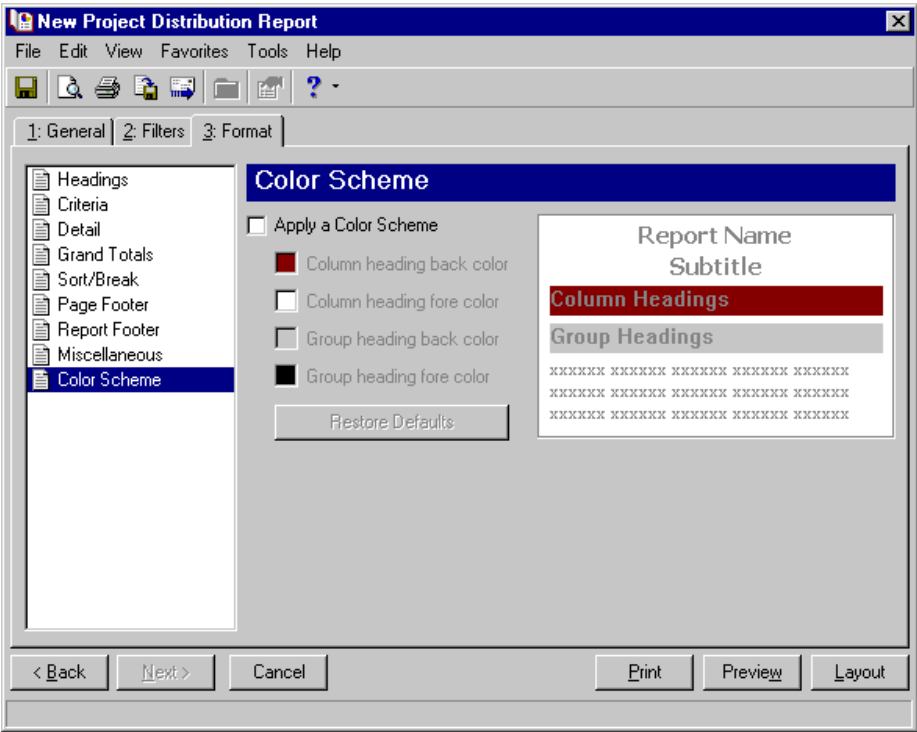 New Project Distribution Report
File Edit View Favorites Tools Help
1: General 2: Filters 3: Format
Headings
Criteria
Detail
Grand Totals
Sort/Break
Page Footer
Report Footer
Miscellaneous
Color Scheme
Color Scheme
Apply a Color Scheme
Column heading back color
Column heading fore color
Group heading back color
Group heading fore color
Restore Defaults
Report Name
Subtitle
Column Headings
Group Headings
xxxxxx xxxxxx xxxxxx xxxxxx xxxxxx
xxxxxx xxxxxx xxxxxx xxxxxx xxxxxx
xxxxxx xxxxxx xxxxxx xxxxxx xxxxxx
< Back Next > Cancel Print Preview Layout